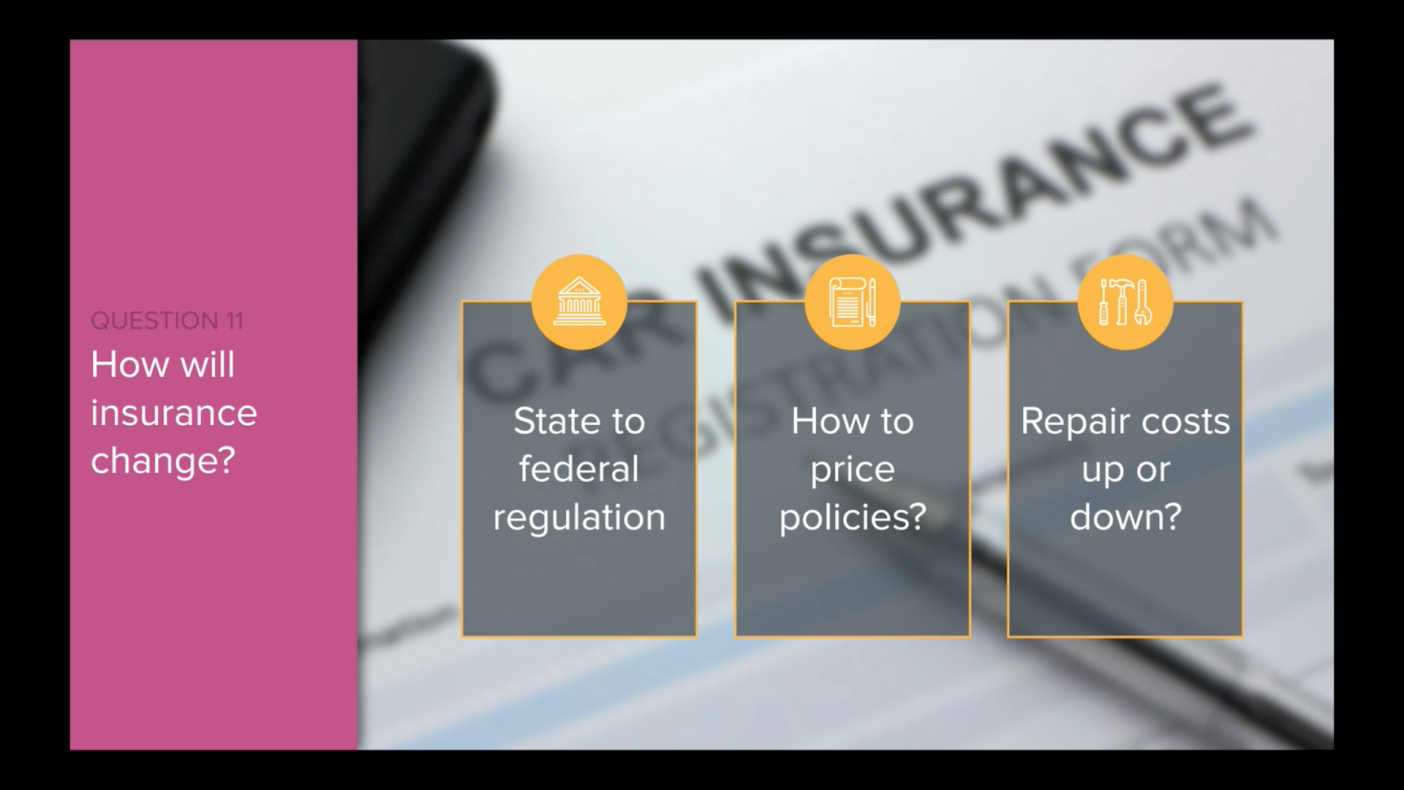 QUESTION 11
How will
insurance
change?
CAR INSURANCE
REGISTRATION FORM
State to
federal
regulation
How to
price
policies?
Repair costs
up or
down?